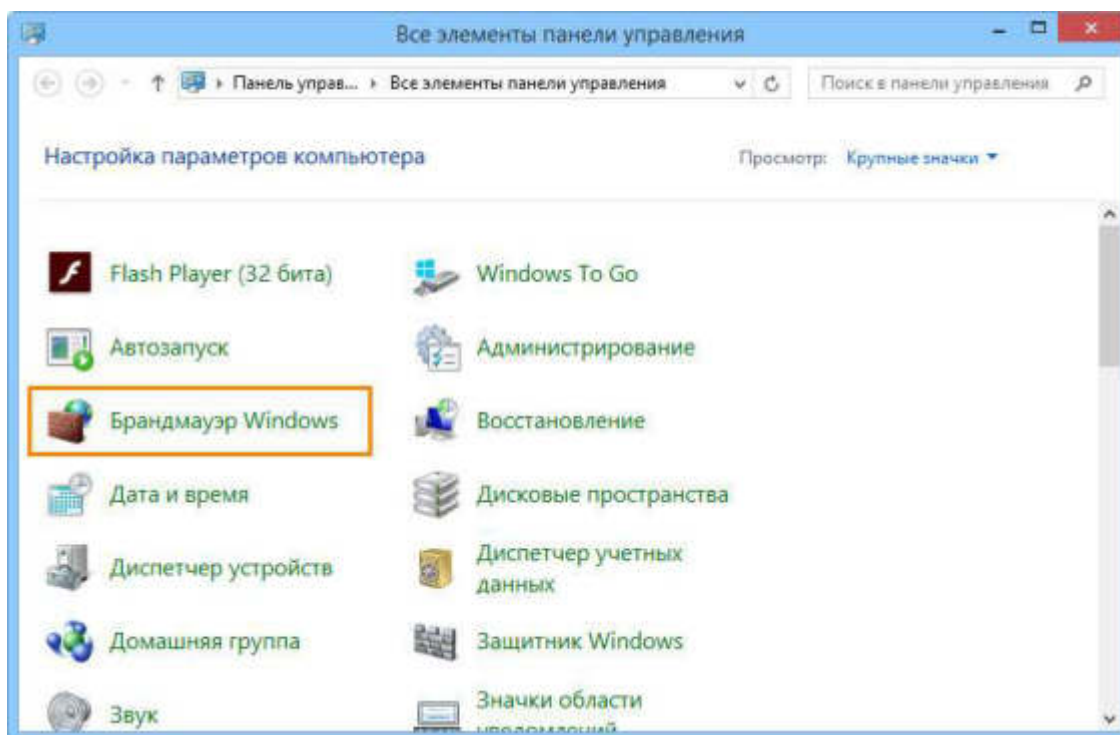 Все элементы панели управления
Панель управ... Все элементы панели управления Поиск в панели управления
Настройка параметров компьютера Просмотр: Крупные значки
Flash Player (32 бита) Windows To Go
Автозапуск Администрирование
Брандмауэр Windows Восстановление
Дата и время Дисковые пространства
Диспетчер устройств Диспетчер учетных
данных
Домашняя группа Защитник Windows
Звук Значки области
уведомлений